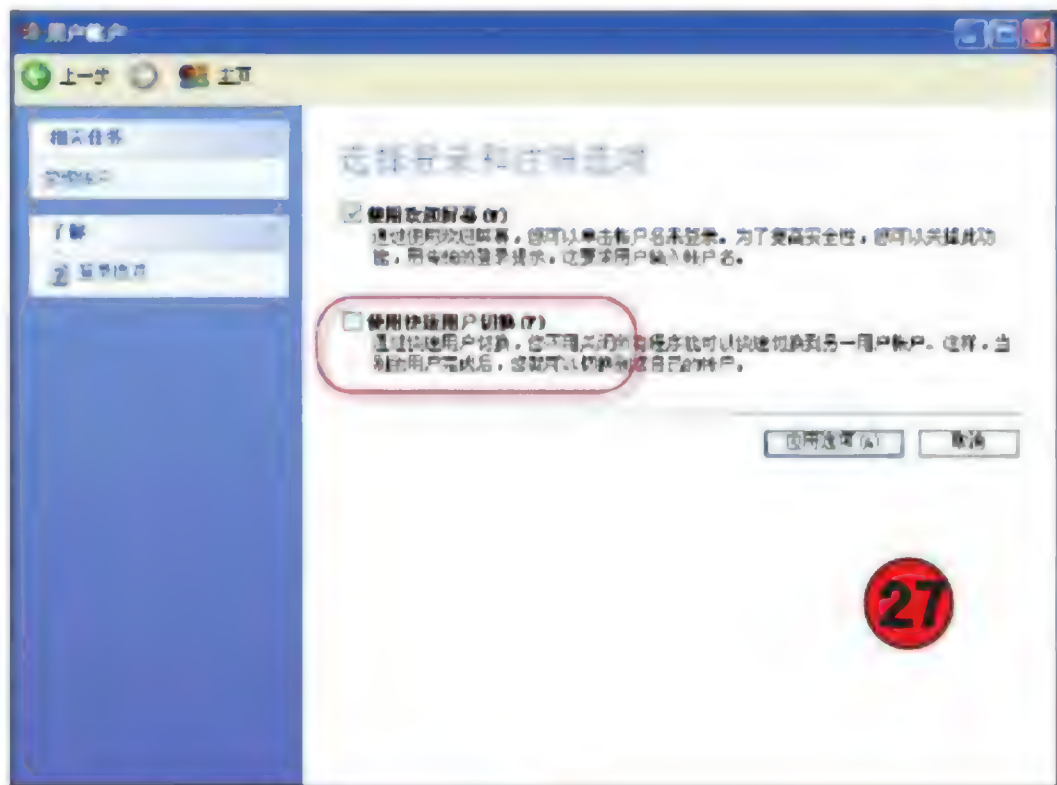 用户帐户
上一步 主页
相关任务
了解
选择登录和注销选项
使用欢迎屏幕 (W)
通过使用欢迎屏幕，您可以单击帐户名来登录。为了更高安全性，您可以关掉此功
能，用传统的登录提示，这要求用户输入帐户名。
使用快速用户切换 (F)
通过快速用户切换，您不用关闭所有程序就可以快速切换到另一用户帐户。这样，当
别的用户完成后，您就可以切换到您自己的帐户。
应用选项(A) 取消
27